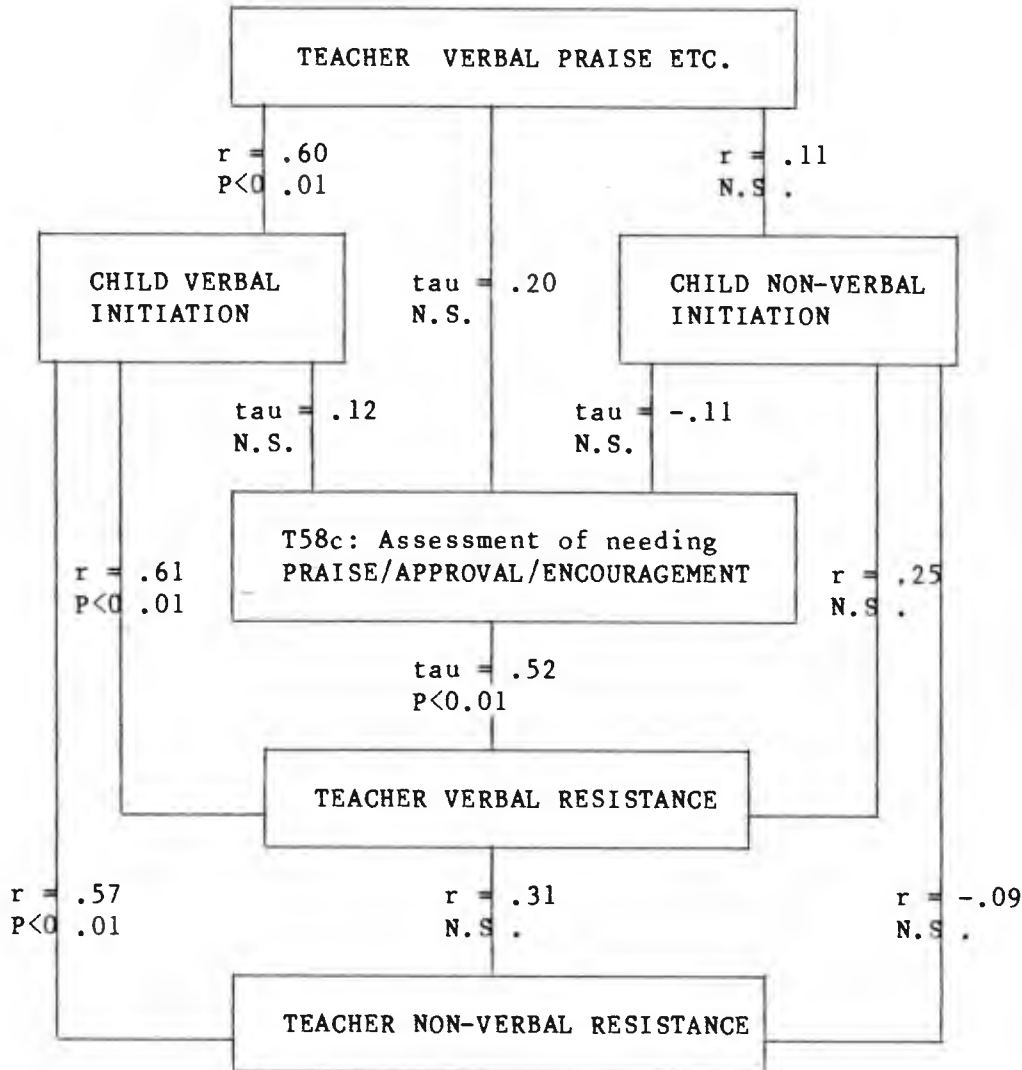 TEACHER VERBAL PRAISE ETC.
r = .60
P<0 .01
r = .11
N.S .
CHILD VERBAL
INITIATION
tau = .20
N.S.
CHILD NON-VERBAL
INITIATION
tau = .12
N.S.
tau = -.11
N.S.
T58c: Assessment of needing
PRAISE/APPROVAL/ENCOURAGEMENT
r = .61
P<0 .01
r = .25
N.S .
tau = .52
P<0.01
TEACHER VERBAL RESISTANCE
r = .57
P<0 .01
r = .31
N.S .
r = -.09
N.S .
TEACHER NON-VERBAL RESISTANCE